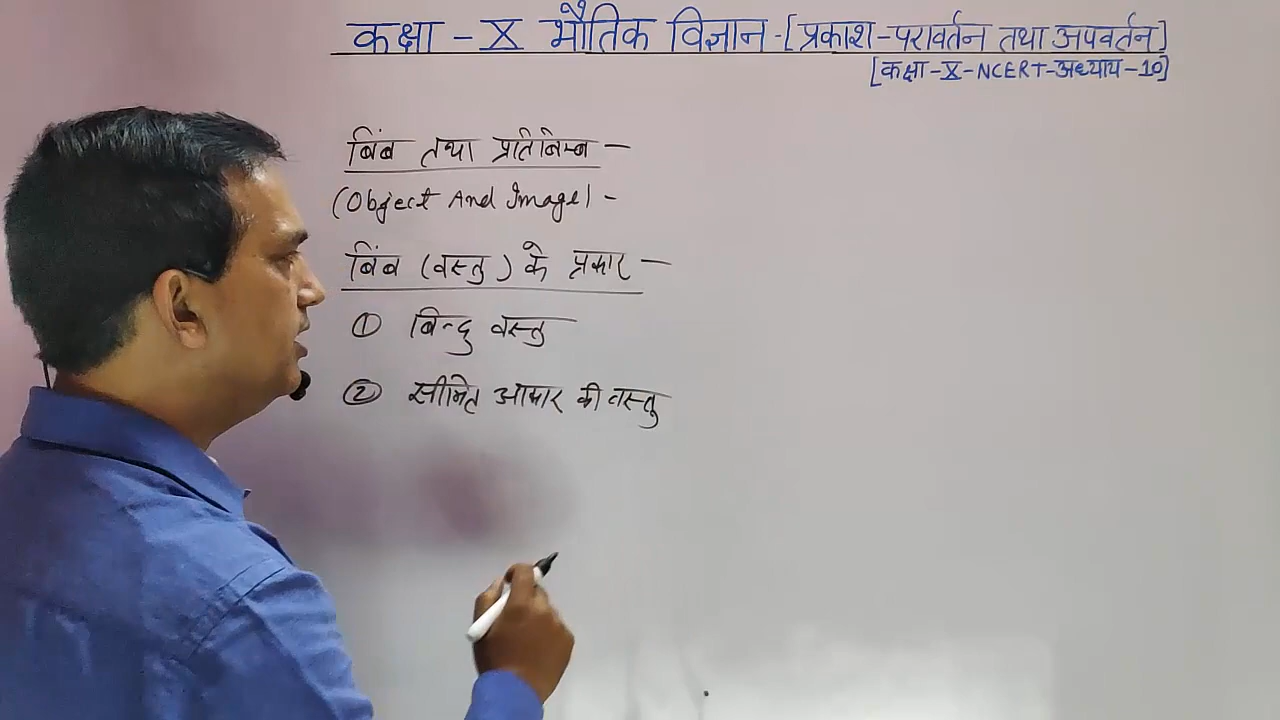 कक्षा - X भौतिक विज्ञान - [प्रकाश - परावर्तन तथा अपवर्तन]
[कक्षा - X - NCERT - अध्याय - 10]
बिंब तथा प्रतिबिम्ब —
(Object And Image) -
बिंब (वस्तु) के प्रकार —
① बिन्दु वस्तु
② सीमित आकार की वस्तु